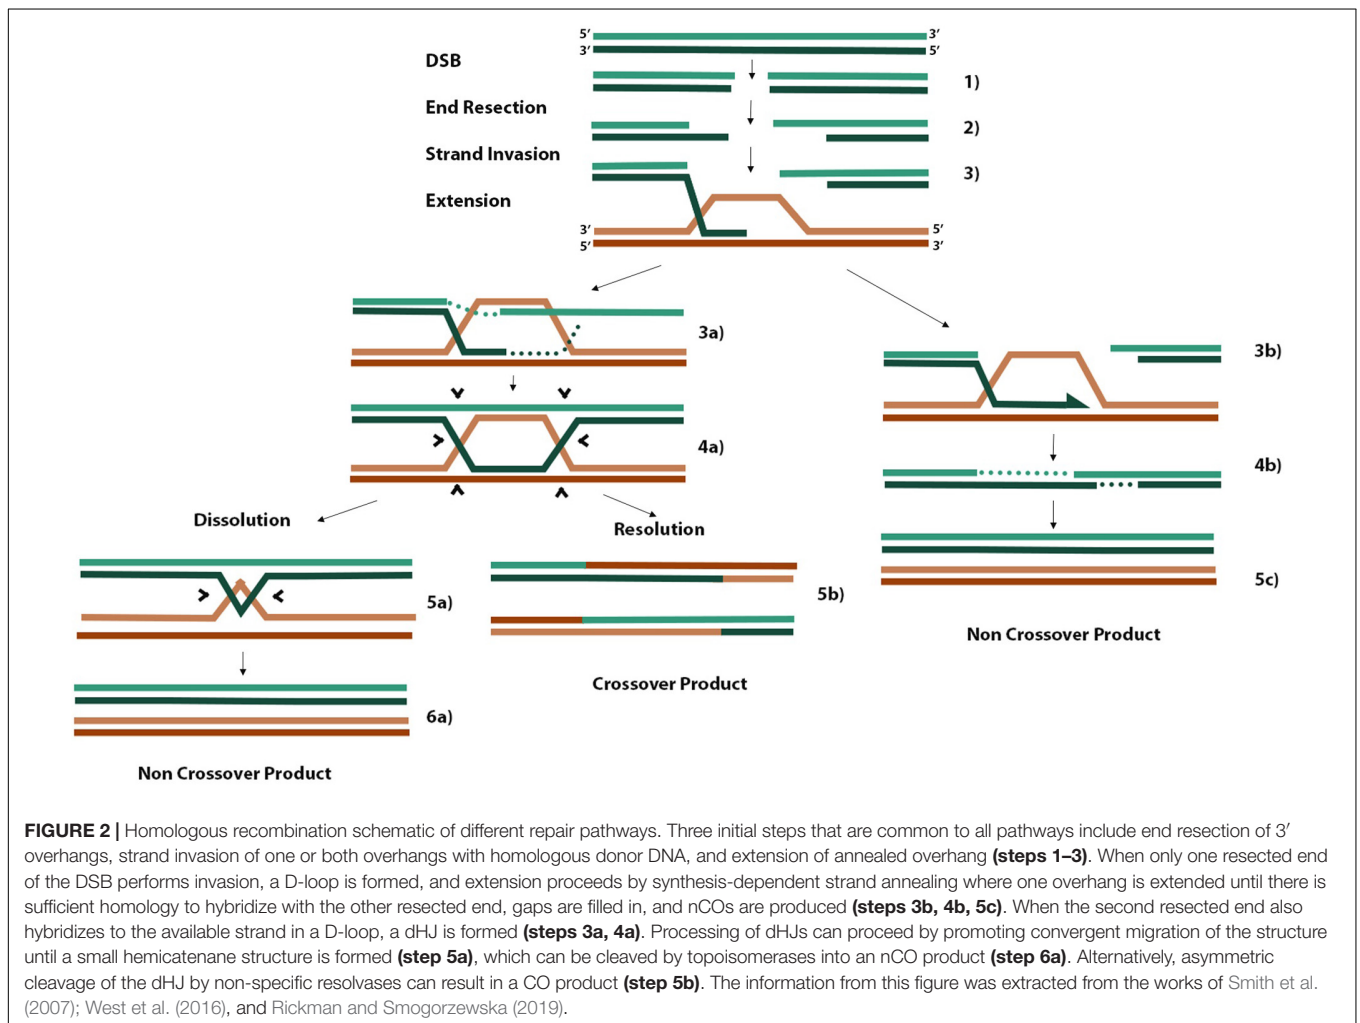 5′ 3′
3′ 5′
DSB
1)
End Resection
2)
Strand Invasion
3)
Extension
3′ 5′
5′ 3′
3a)
3b)
4a)
4b)
Dissolution
Resolution
5a)
5b)
5c)
Non Crossover Product
Crossover Product
6a)
Non Crossover Product
FIGURE 2 | Homologous recombination schematic of different repair pathways. Three initial steps that are common to all pathways include end resection of 3′
overhangs, strand invasion of one or both overhangs with homologous donor DNA, and extension of annealed overhang (steps 1–3). When only one resected end
of the DSB performs invasion, a D-loop is formed, and extension proceeds by synthesis-dependent strand annealing where one overhang is extended until there is
sufficient homology to hybridize with the other resected end, gaps are filled in, and nCOs are produced (steps 3b, 4b, 5c). When the second resected end also
hybridizes to the available strand in a D-loop, a dHJ is formed (steps 3a, 4a). Processing of dHJs can proceed by promoting convergent migration of the structure
until a small hemicatenane structure is formed (step 5a), which can be cleaved by topoisomerases into an nCO product (step 6a). Alternatively, asymmetric
cleavage of the dHJ by non-specific resolvases can result in a CO product (step 5b). The information from this figure was extracted from the works of Smith et al.
(2007); West et al. (2016), and Rickman and Smogorzewska (2019).